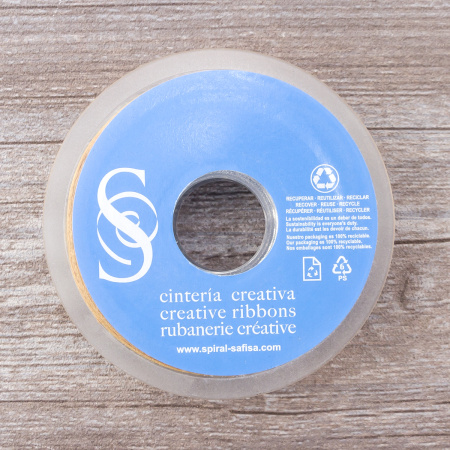 RECUPERAR · REUTILIZAR · RECICLAR
RECOVER · REUSE · RECYCLE
RÉCUPÉRER · RÉUTILISER · RECYCLER
La sostenibilidad es un deber de todos.
Sustainability is everyone's duty.
La durabilité est les devoir de chacun.
Nuestro packaging es 100% reciclable.
Our packaging is 100% recyclable.
Nos emballages sont 100% recyclables.
6
PS
cintería creativa
creative ribbons
rubanerie créative
www.spiral-safisa.com